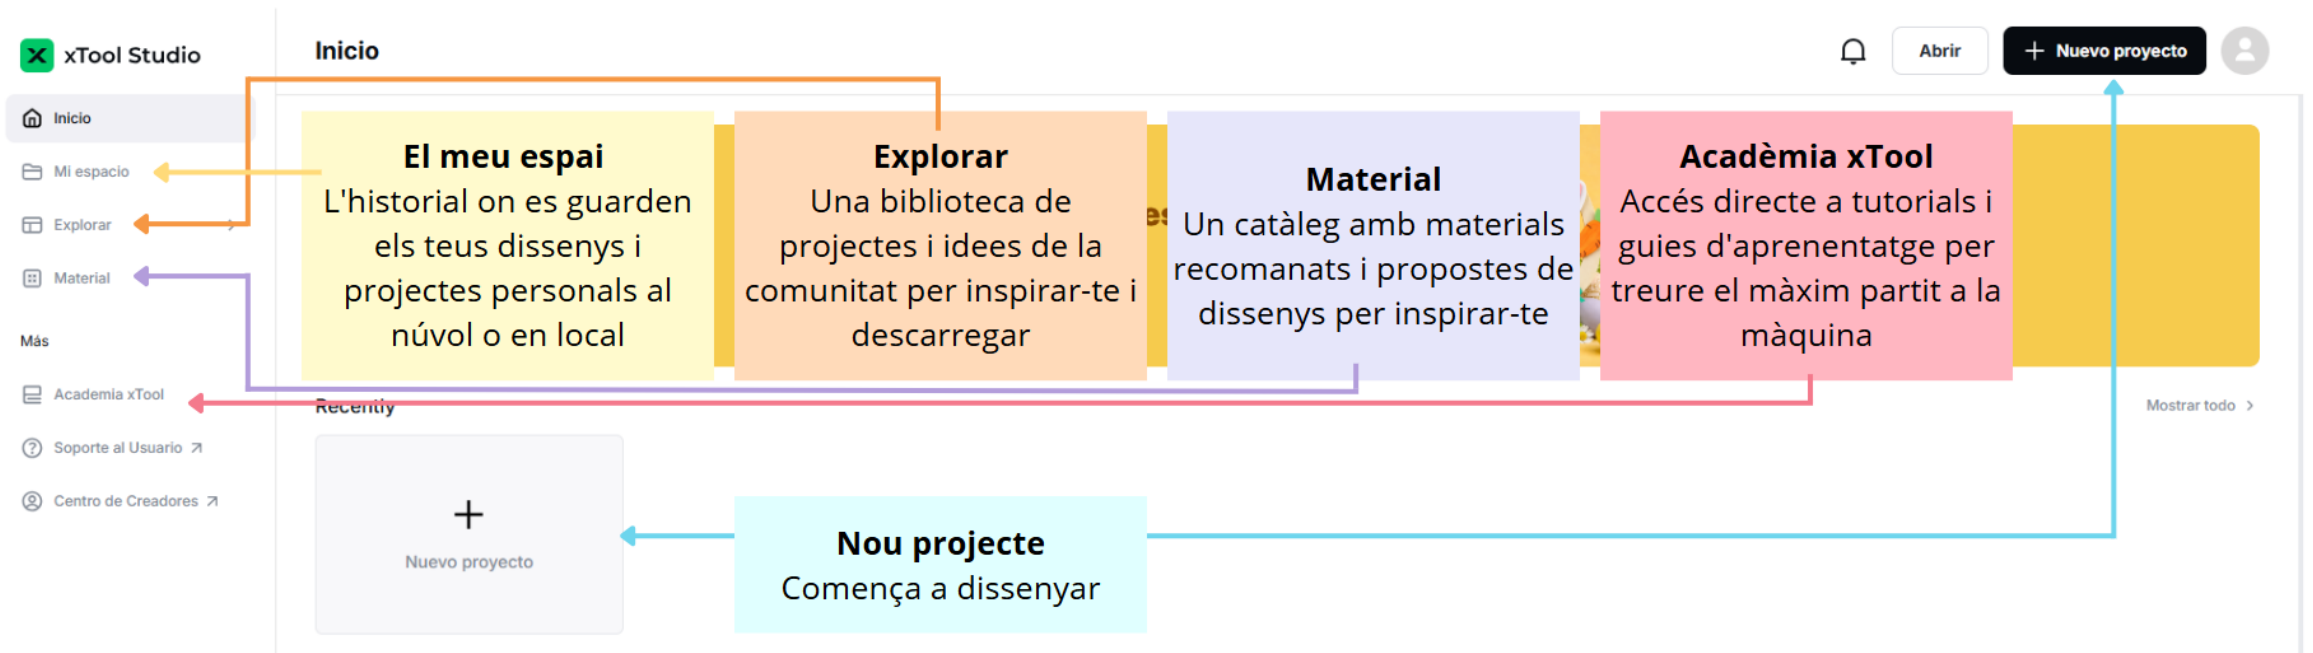 xTool Studio
Inicio
Abrir
+ Nuevo proyecto
Inicio
Mi espacio
Explorar
Material
Más
Academia xTool
Soporte al Usuario
Centro de Creadores
El meu espai
L'historial on es guarden
els teus dissenys i
projectes personals al
núvol o en local
Explorar
Una biblioteca de
projectes i idees de la
comunitat per inspirar-te i
descarregar
es
Material
Un catàleg amb materials
recomanats i propostes de
dissenys per inspirar-te
Acadèmia xTool
Accés directe a tutorials i
guies d'aprenentatge per
treure el màxim partit a la
màquina
Recently
Mostrar todo
Nuevo proyecto
Nou projecte
Comença a dissenyar